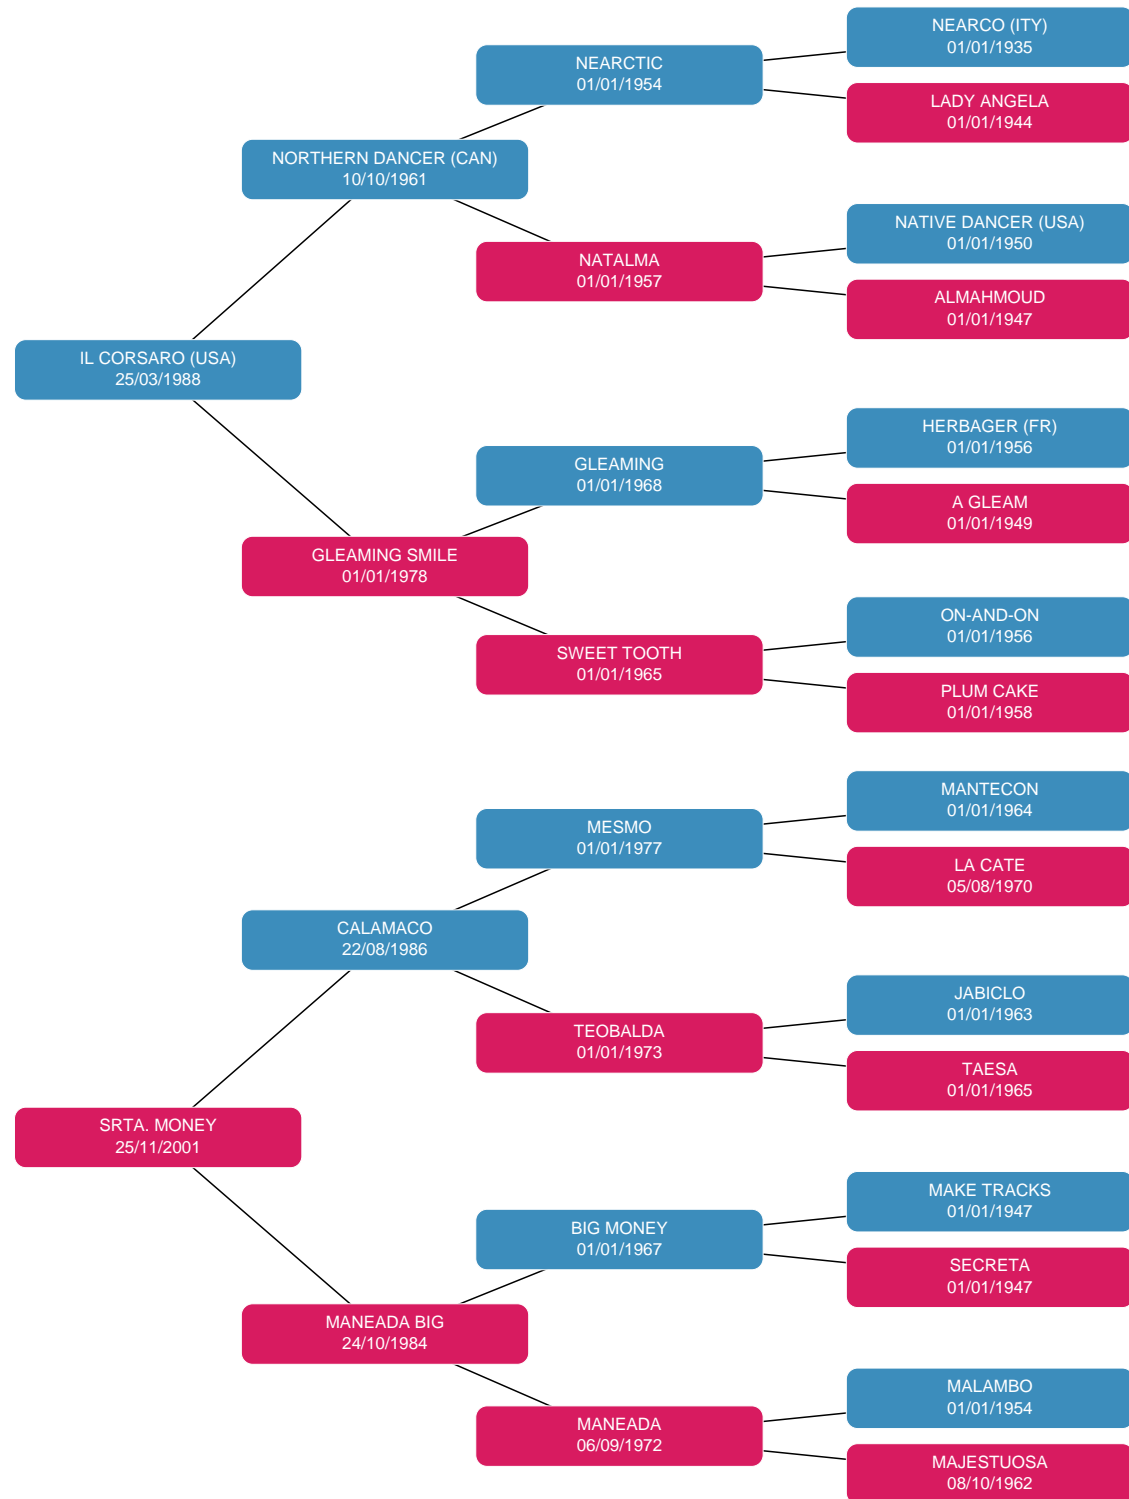 NEARCO (ITY)
01/01/1935
NEARCTIC
01/01/1954
LADY ANGELA
01/01/1944
NORTHERN DANCER (CAN)
10/10/1961
NATIVE DANCER (USA)
01/01/1950
NATALMA
01/01/1957
ALMAHMOUD
01/01/1947
IL CORSARO (USA)
25/03/1988
HERBAGER (FR)
01/01/1956
GLEAMING
01/01/1968
A GLEAM
01/01/1949
GLEAMING SMILE
01/01/1978
ON-AND-ON
01/01/1956
SWEET TOOTH
01/01/1965
PLUM CAKE
01/01/1958
MANTECON
01/01/1964
MESMO
01/01/1977
LA CATE
05/08/1970
CALAMACO
22/08/1986
JABICLO
01/01/1963
TEOBALDA
01/01/1973
TAESA
01/01/1965
SRTA. MONEY
25/11/2001
MAKE TRACKS
01/01/1947
BIG MONEY
01/01/1967
SECRETA
01/01/1947
MANEADA BIG
24/10/1984
MALAMBO
01/01/1954
MANEADA
06/09/1972
MAJESTUOSA
08/10/1962